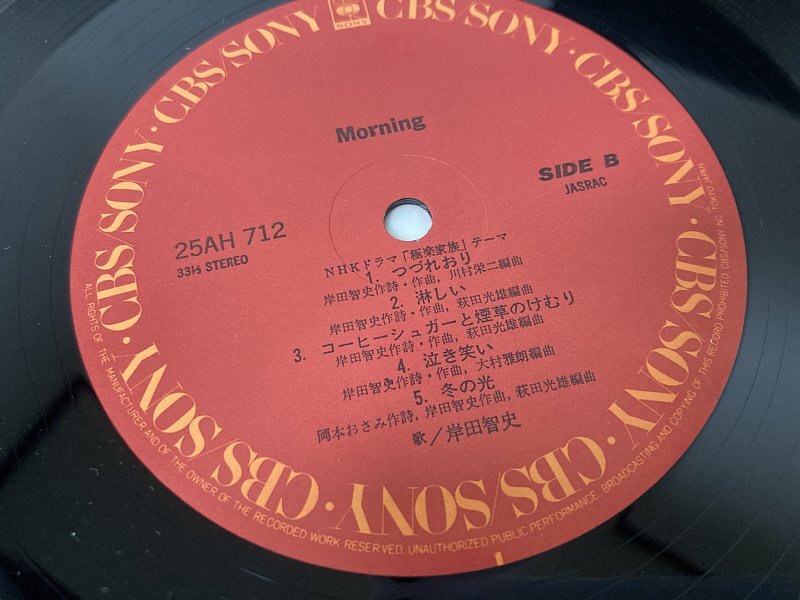 CBS/SONY · CBS/SONY · CBS/SONY · CBS/SONY · CBS/SONY · CBS/SONY · CBS/SONY · CBS/SONY
SONY
Morning
SIDE B
JASRAC
25AH 712
33⅓ STEREO
NHKドラマ「極楽家族」テーマ
1. つづれおり
岸田智史作詩・作曲, 川村栄二編曲
2. 淋しい
岸田智史作詩・作曲, 萩田光雄編曲
3. コーヒーシュガーと煙草のけむり
岸田智史作詩・作曲, 萩田光雄編曲
4. 泣き笑い
岸田智史作詩・作曲, 大村雅朗編曲
5. 冬の光
岡本おさみ作詩, 岸田智史作曲, 萩田光雄編曲
歌/岸田智史
ALL RIGHTS OF THE MANUFACTURER AND OF THE OWNER OF THE RECORDED WORK RESERVED. UNAUTHORIZED PUBLIC PERFORMANCE, BROADCASTING AND COPYING OF THIS RECORD PROHIBITED. CBS/SONY INC. TOKYO JAPAN